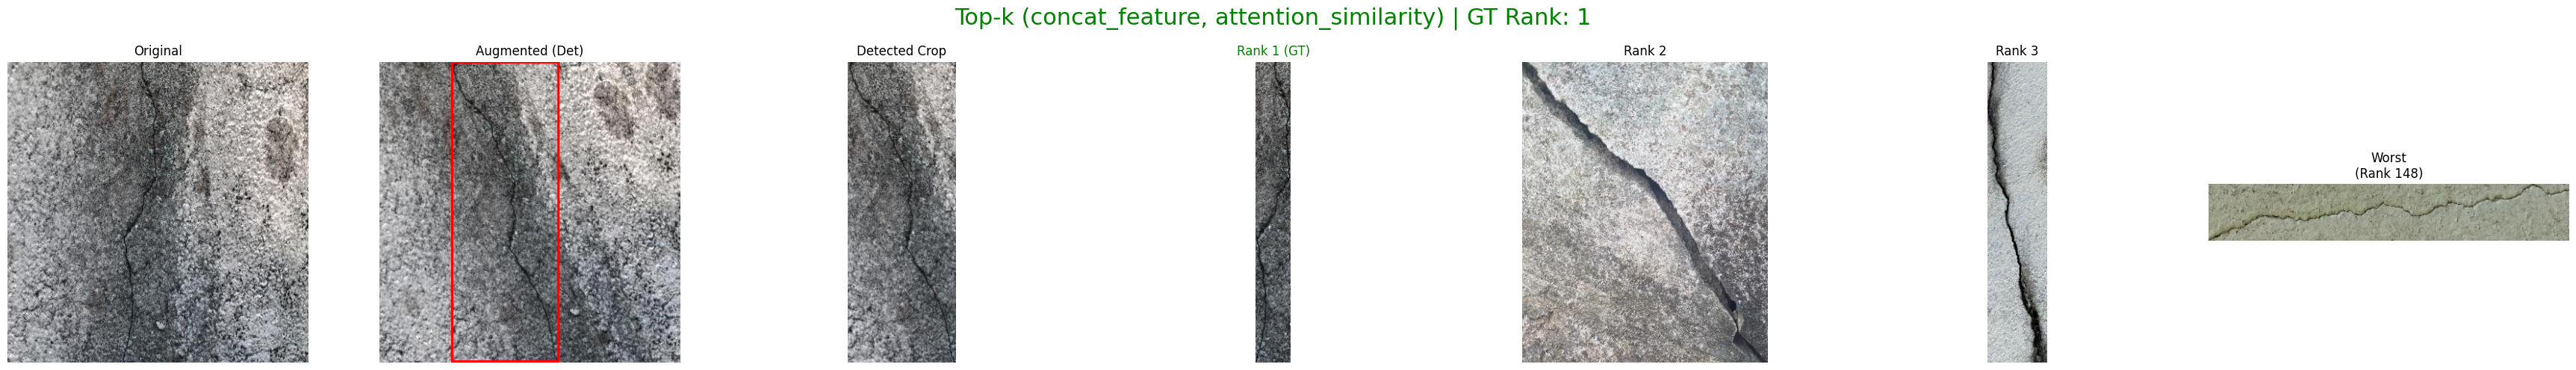 Top-k (concat_feature, attention_similarity) | GT Rank: 1
Original
Augmented (Det)
Detected Crop
Rank 1 (GT)
Rank 2
Rank 3
Worst
(Rank 148)